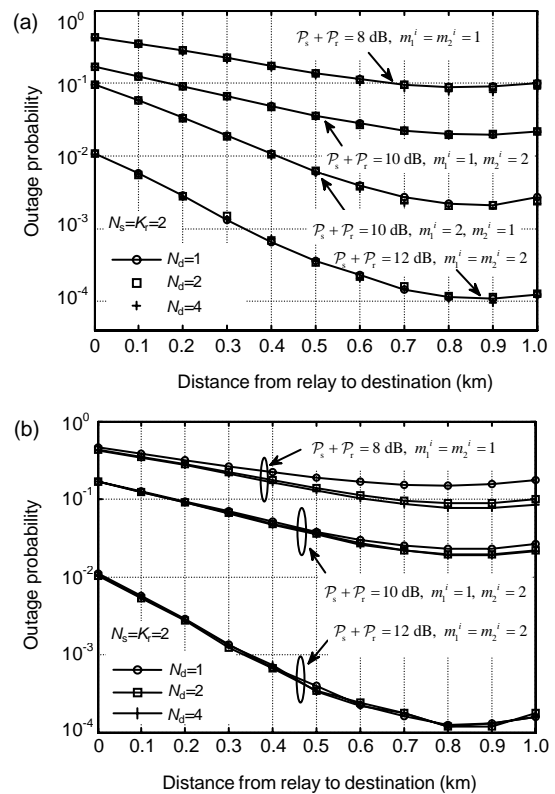 (a)
10^0
10^-1
10^-2
10^-3
10^-4
Outage probability
𝒫_s + 𝒫_r = 8 dB, m_1^i = m_2^i = 1
𝒫_s + 𝒫_r = 10 dB, m_1^i = 1, m_2^i = 2
𝒫_s + 𝒫_r = 10 dB, m_1^i = 2, m_2^i = 1
𝒫_s + 𝒫_r = 12 dB, m_1^i = m_2^i = 2
N_s=K_r=2
N_d=1
N_d=2
N_d=4
0 0.1 0.2 0.3 0.4 0.5 0.6 0.7 0.8 0.9 1.0
Distance from relay to destination (km)
(b)
10^0
10^-1
10^-2
10^-3
10^-4
Outage probability
𝒫_s + 𝒫_r = 8 dB, m_1^i = m_2^i = 1
𝒫_s + 𝒫_r = 10 dB, m_1^i = 1, m_2^i = 2
𝒫_s + 𝒫_r = 12 dB, m_1^i = m_2^i = 2
N_s=K_r=2
N_d=1
N_d=2
N_d=4
0 0.1 0.2 0.3 0.4 0.5 0.6 0.7 0.8 0.9 1.0
Distance from relay to destination (km)